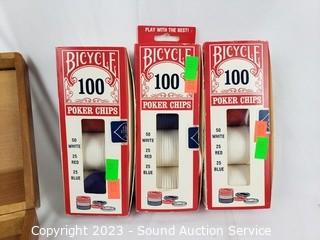 PLAY WITH THE BEST!
BICYCLE
100
POKER CHIPS
50
WHITE
25
RED
25
BLUE
BICYCLE
100
POKER CHIPS
50
WHITE
25
RED
25
BLUE
BICYCLE
100
POKER CHIPS
50
WHITE
25
RED
25
BLUE
Copyright 2023 - Sound Auction Service